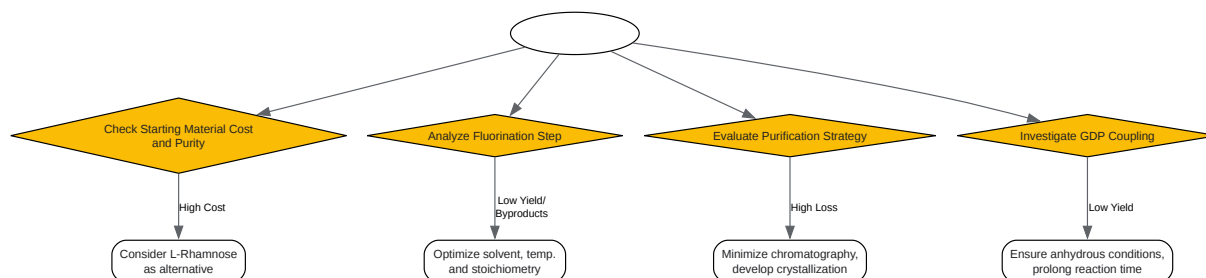 Check Starting Material Cost
and Purity
Analyze Fluorination Step
Evaluate Purification Strategy
Investigate GDP Coupling
High Cost
Low Yield/
Byproducts
High Loss
Low Yield
Consider L-Rhamnose
as alternative
Optimize solvent, temp.
and stoichiometry
Minimize chromatography,
develop crystallization
Ensure anhydrous conditions,
prolong reaction time